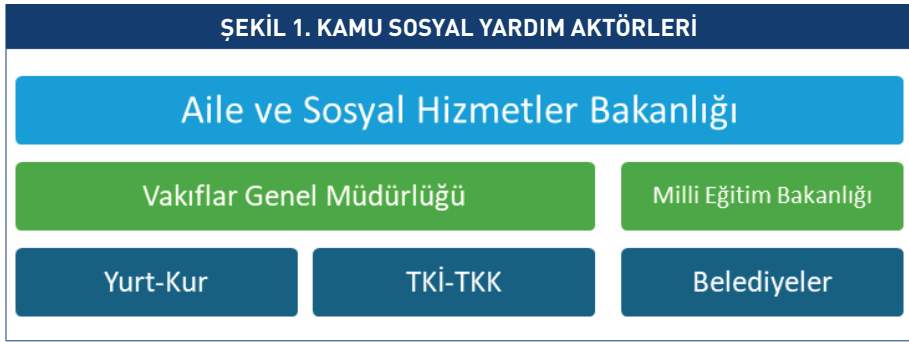 ŞEKİL 1. KAMU SOSYAL YARDIM AKTÖRLERİ
Aile ve Sosyal Hizmetler Bakanlığı
Vakıflar Genel Müdürlüğü
Milli Eğitim Bakanlığı
Yurt-Kur
TKİ-TKK
Belediyeler